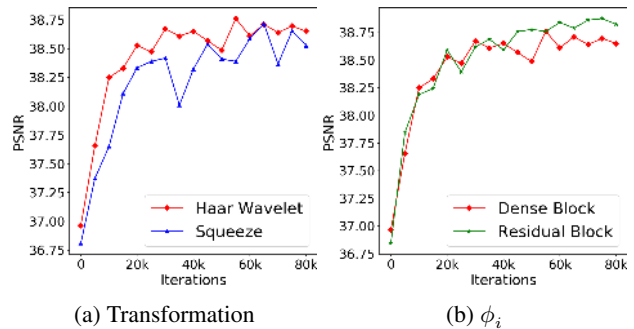 38.75
38.50
38.25
38.00
37.75
37.50
37.25
37.00
36.75
PSNR
0
20k
40k
60k
80k
Iterations
Haar Wavelet
Squeeze
(a) Transformation
38.75
38.50
38.25
38.00
37.75
37.50
37.25
37.00
36.75
PSNR
0
20k
40k
60k
80k
Iterations
Dense Block
Residual Block
(b) ϕᵢ